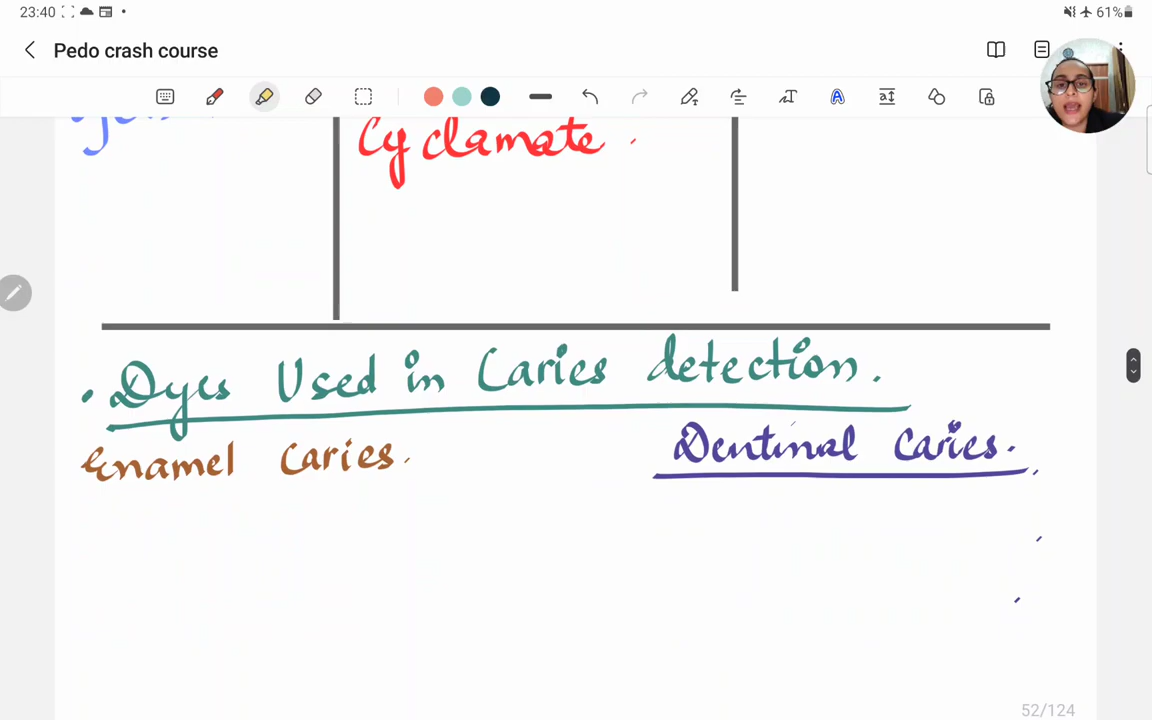 23:40
61%
Pedo crash course
Cyclamate.
. Dyes Used in Caries detection.
Enamel Caries.
Dentinal Caries.
52/124